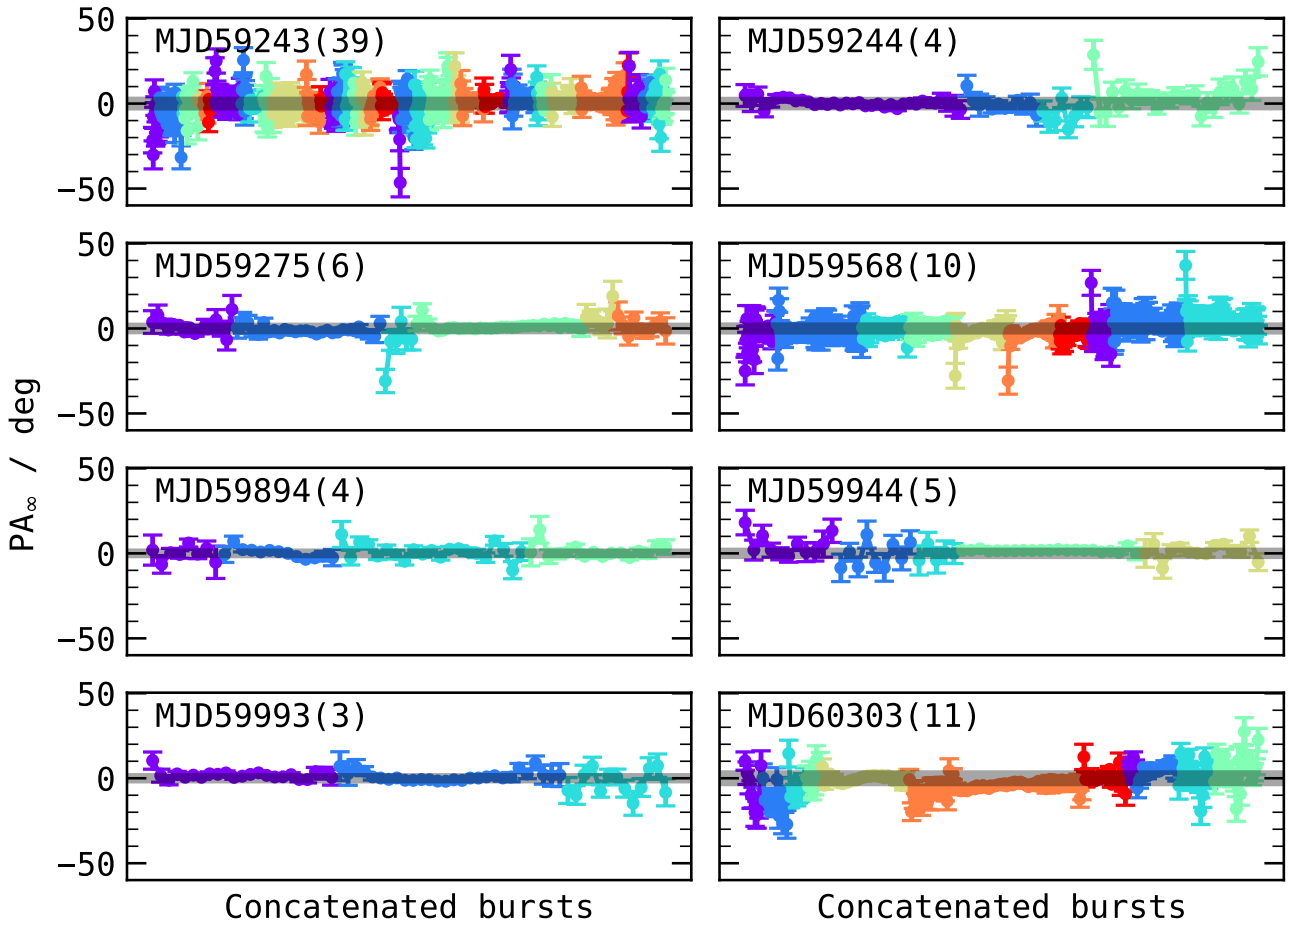 50
0
−50
MJD59243(39)
MJD59244(4)
50
0
−50
MJD59275(6)
MJD59568(10)
50
0
−50
MJD59894(4)
MJD59944(5)
50
0
−50
MJD59993(3)
MJD60303(11)
PA∞ / deg
Concatenated bursts
Concatenated bursts